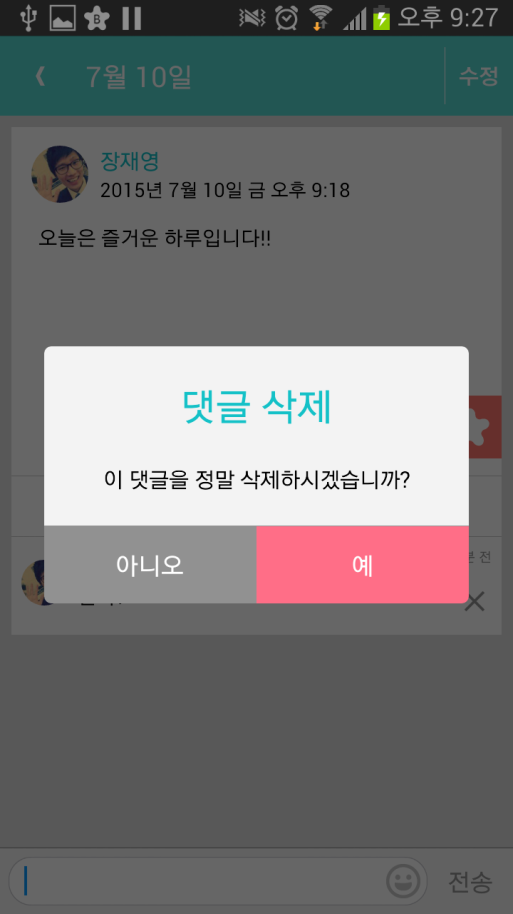 오후 9:27
7월 10일
수정
장재영
2015년 7월 10일 금 오후 9:18
오늘은 즐거운 하루입니다!!
댓글 삭제
이 댓글을 정말 삭제하시겠습니까?
아니오
예
전
전송